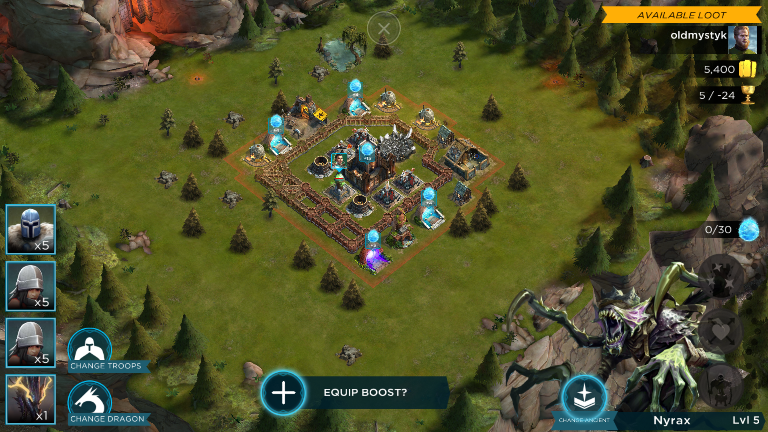 AVAILABLE LOOT
oldmystyk
5,400
5 / -24
0/30
x5
x5
x5
x1
CHANGE TROOPS
CHANGE DRAGON
EQUIP BOOST?
CHANGE ANCIENT
Nyrax Lvl 5